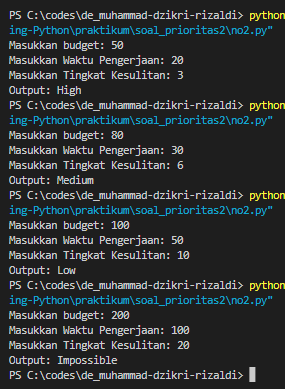 PS C:\codes\de_muhammad-dzikri-rizaldi> python
ing-Python\praktikum\soal_prioritas2\no2.py"
Masukkan budget: 50
Masukkan Waktu Pengerjaan: 20
Masukkan Tingkat Kesulitan: 3
Output: High
PS C:\codes\de_muhammad-dzikri-rizaldi> python
ing-Python\praktikum\soal_prioritas2\no2.py"
Masukkan budget: 80
Masukkan Waktu Pengerjaan: 30
Masukkan Tingkat Kesulitan: 6
Output: Medium
PS C:\codes\de_muhammad-dzikri-rizaldi> python
ing-Python\praktikum\soal_prioritas2\no2.py"
Masukkan budget: 100
Masukkan Waktu Pengerjaan: 50
Masukkan Tingkat Kesulitan: 10
Output: Low
PS C:\codes\de_muhammad-dzikri-rizaldi> python
ing-Python\praktikum\soal_prioritas2\no2.py"
Masukkan budget: 200
Masukkan Waktu Pengerjaan: 100
Masukkan Tingkat Kesulitan: 20
Output: Impossible
PS C:\codes\de_muhammad-dzikri-rizaldi>